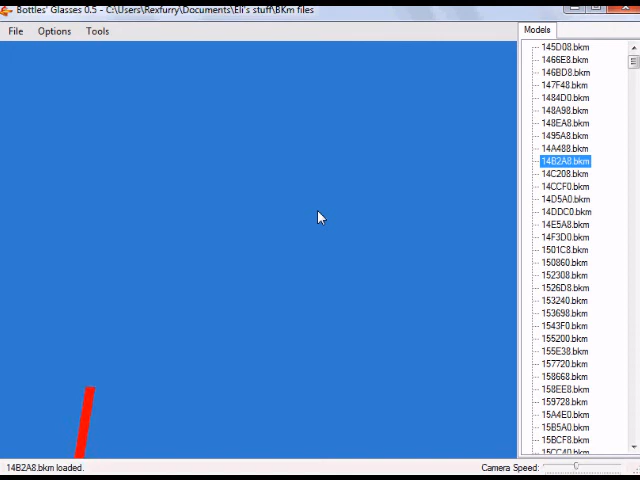 Bottles' Glasses 0.5 - C:\Users\Rexfurry\Documents\Eli's stuff\BKm files
File Options Tools
Models
145D08.bkm
1466E8.bkm
146BD8.bkm
147F48.bkm
1484D0.bkm
148A98.bkm
148EA8.bkm
1495A8.bkm
14A488.bkm
14B2A8.bkm
14C208.bkm
14CCF0.bkm
14D5A0.bkm
14DDC0.bkm
14E5A8.bkm
14F3D0.bkm
1501C8.bkm
150860.bkm
152308.bkm
1526D8.bkm
153240.bkm
153698.bkm
1543F0.bkm
155200.bkm
155E38.bkm
157720.bkm
158668.bkm
158EE8.bkm
159728.bkm
15A4E0.bkm
15B5A0.bkm
15BCF8.bkm
15CC40.bkm
14B2A8.bkm loaded.
Camera Speed: